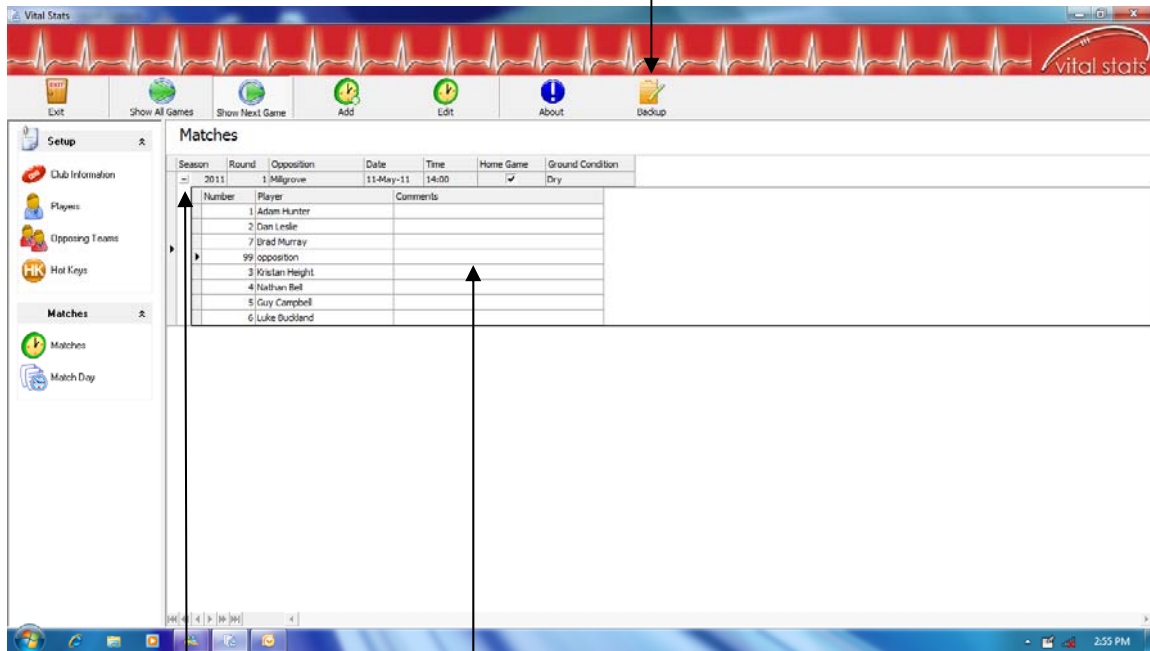 Vital Stats
vital stats
EXIT
Exit Show All Games Show Next Game Add Edit About Backup
Setup
Club Information
Players
Opposing Teams
HK Hot Keys
Matches
Matches
Match Day
Matches
Season Round Opposition Date Time Home Game Ground Condition
2011 1 Millgrove 11-May-11 14:00 Dry
Number Player Comments
1 Adam Hunter
2 Dan Leslie
7 Brad Murray
99 opposition
3 Kristan Height
4 Nathan Bell
5 Guy Campbell
6 Luke Buckland
2:55 PM